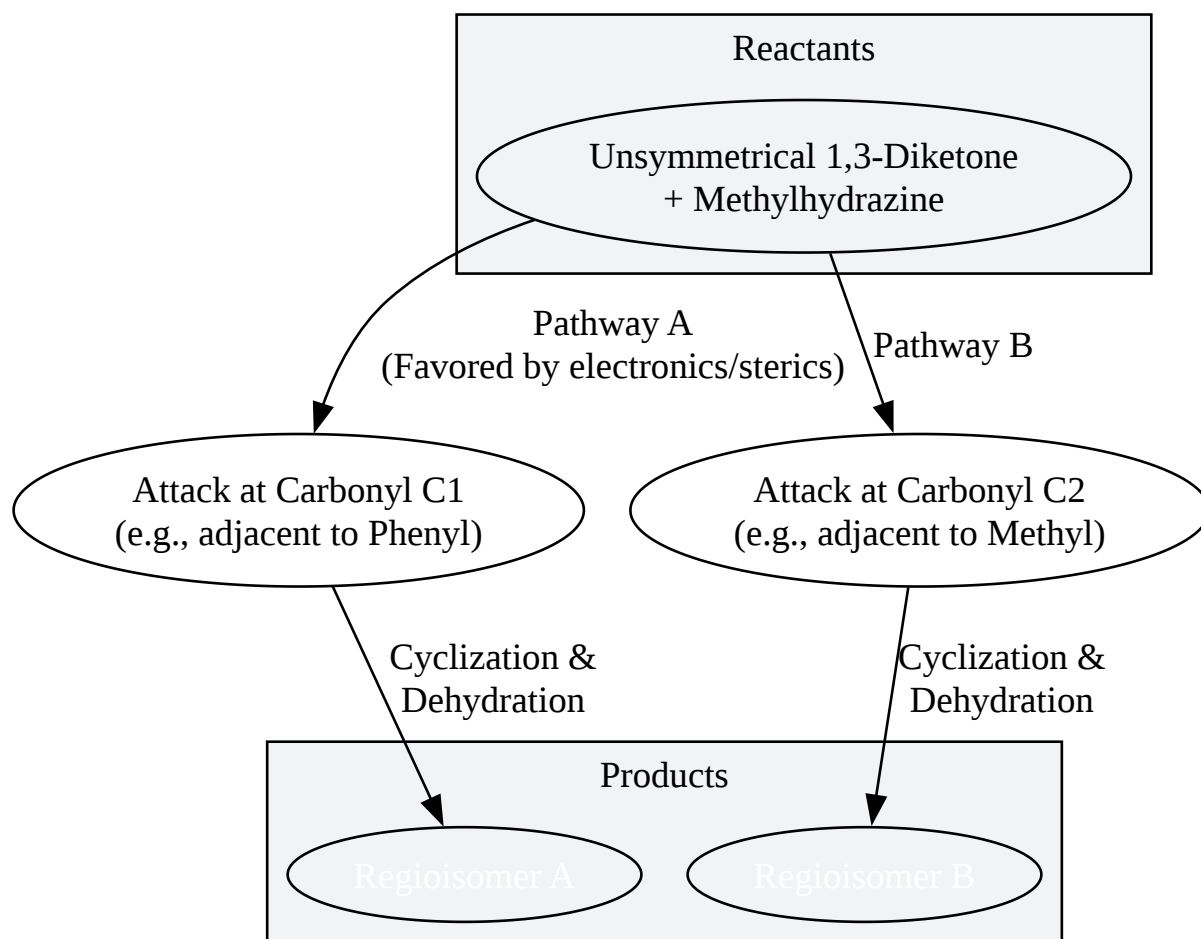 Reactants
Unsymmetrical 1,3-Diketone
+ Methylhydrazine
Pathway A
(Favored by electronics/sterics)
Pathway B
Attack at Carbonyl C1
(e.g., adjacent to Phenyl)
Attack at Carbonyl C2
(e.g., adjacent to Methyl)
Cyclization &
Dehydration
Cyclization &
Dehydration
Products
Regioisomer A
Regioisomer B